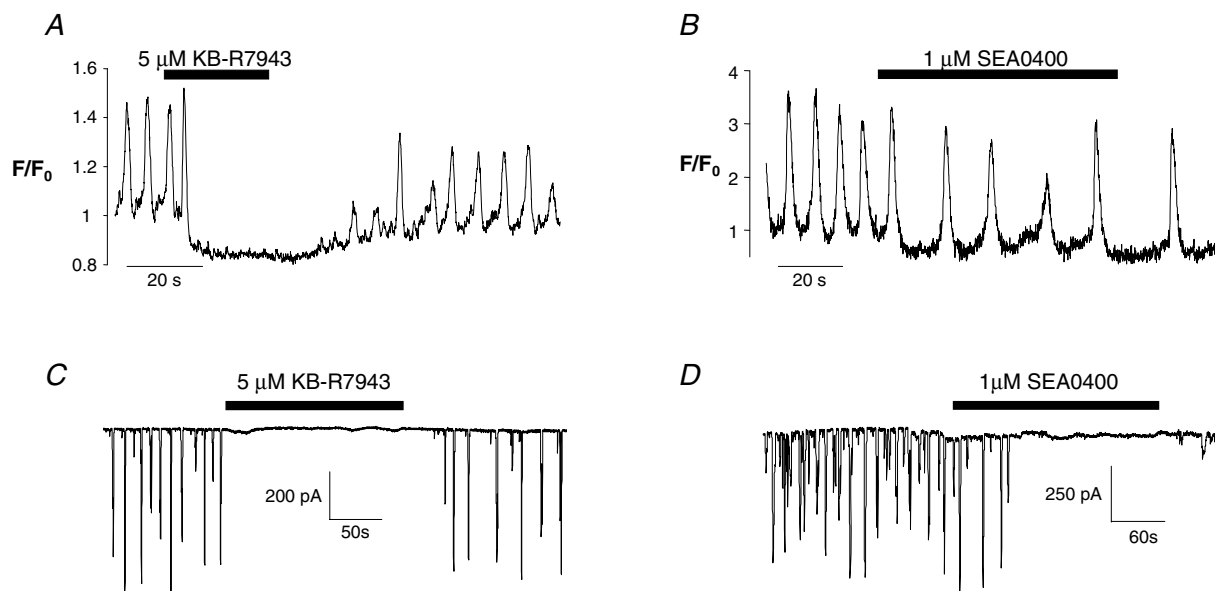 A
5 μM KB-R7943
1.6
1.4
1.2
1
0.8
F/F0
20 s
B
1 μM SEA0400
4
3
2
1
F/F0
20 s
C
5 μM KB-R7943
200 pA
50s
D
1μM SEA0400
250 pA
60s